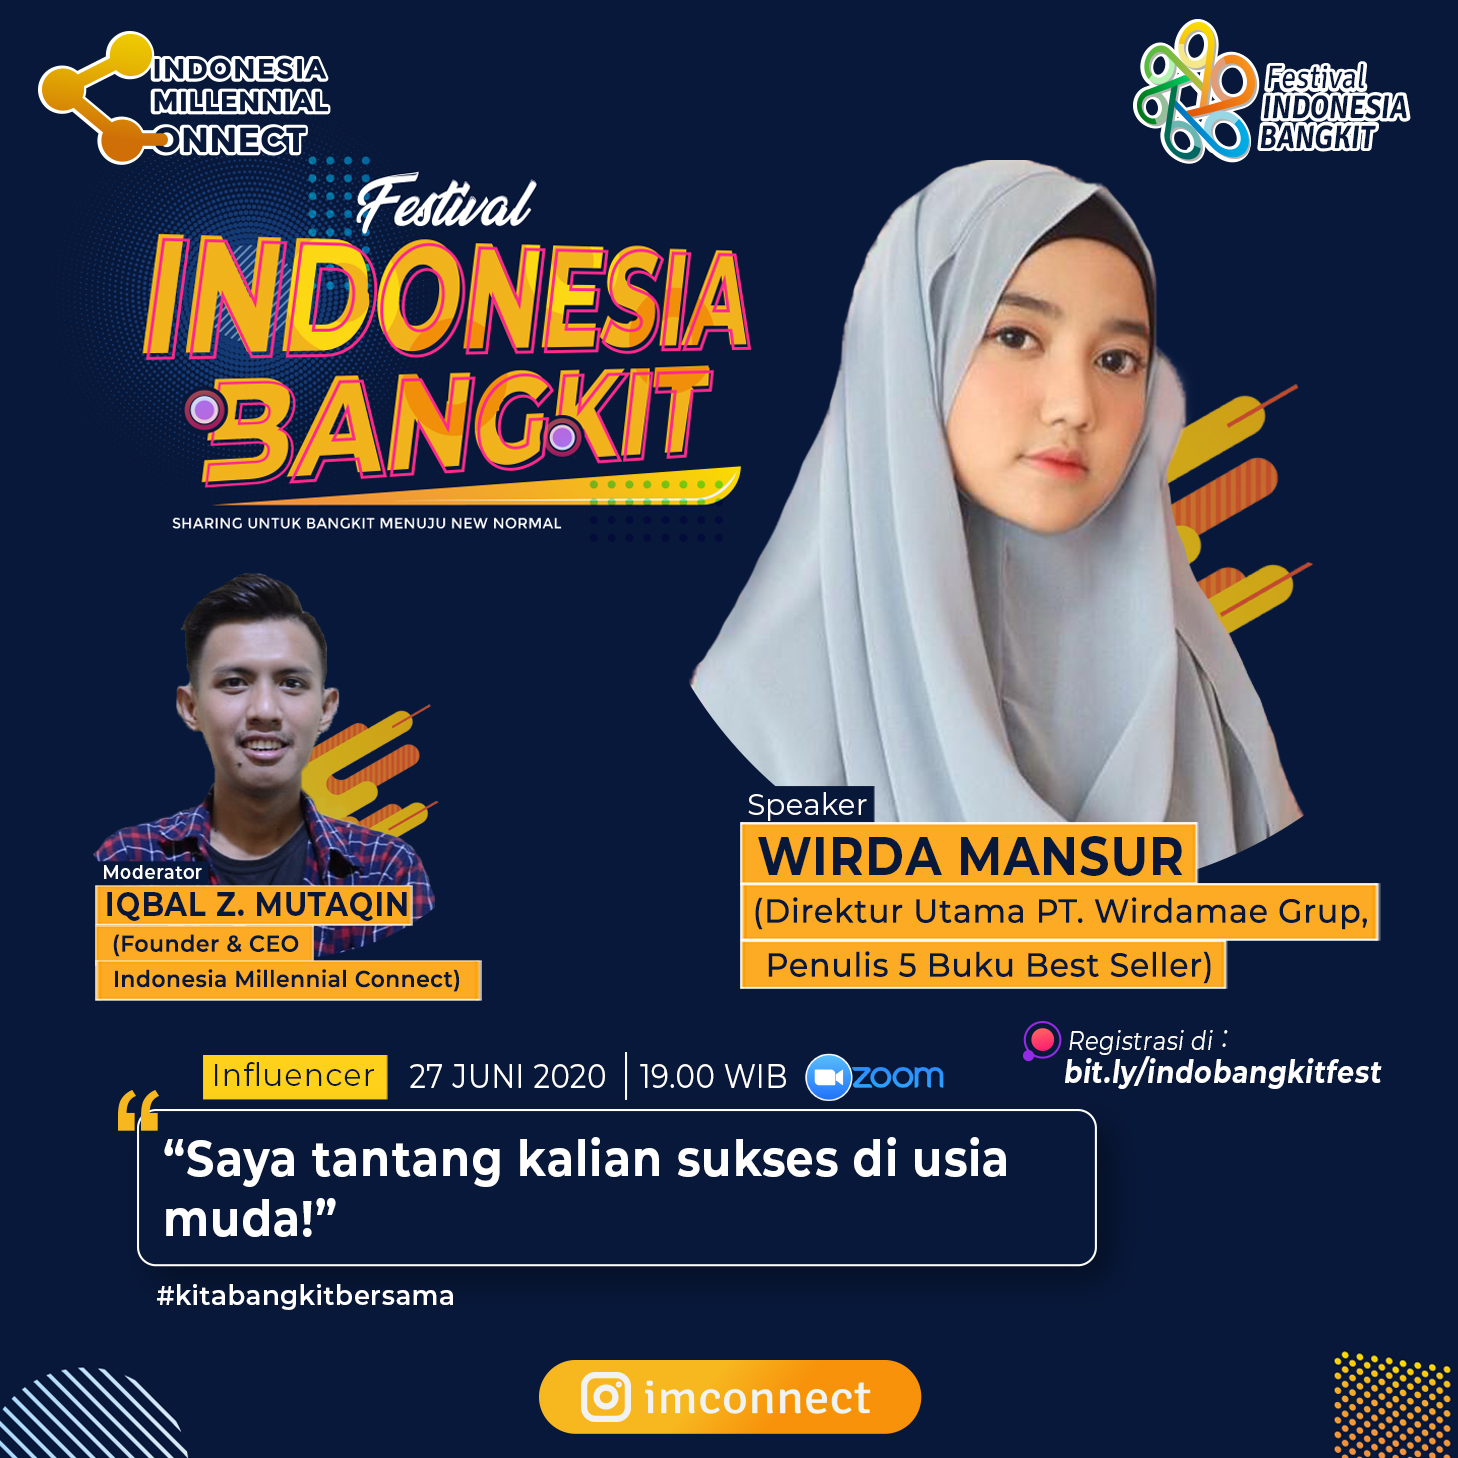 INDONESIA
MILLENNIAL
CONNECT
Festival
INDONESIA
BANGKIT
Festival
INDONESIA
BANGKIT
SHARING UNTUK BANGKIT MENUJU NEW NORMAL
Moderator
IQBAL Z. MUTAQIN
(Founder & CEO
Indonesia Millennial Connect)
Speaker
WIRDA MANSUR
(Direktur Utama PT. Wirdamae Grup,
Penulis 5 Buku Best Seller)
Registrasi di :
bit.ly/indobangkitfest
Influencer 27 JUNI 2020 | 19.00 WIB zoom
“Saya tantang kalian sukses di usia
muda!”
#kitabangkitbersama
imconnect